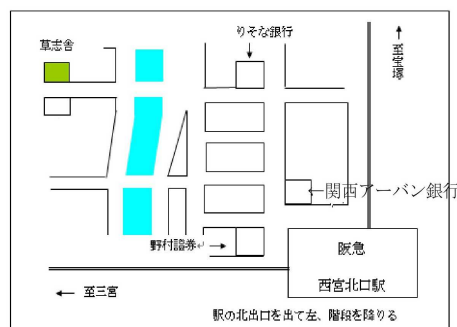 りそな銀行
草志舎
↑
至宝塚
←関西アーバン銀行
野村證券→
阪急
西宮北口駅
← 至三宮
駅の北出口を出て左、階段を降りる